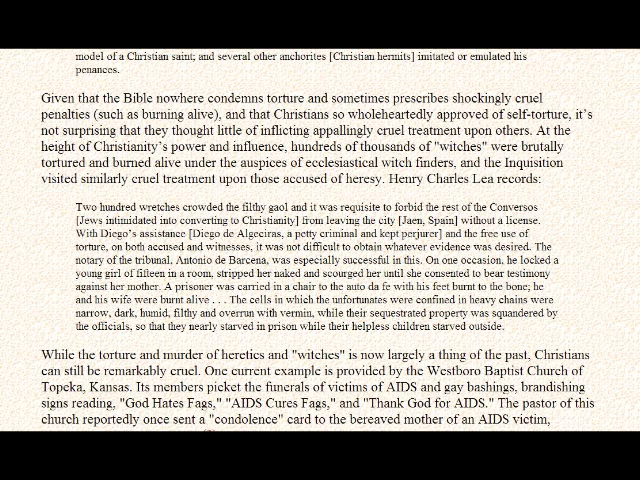 model of a Christian saint; and several other anchorites [Christian hermits] imitated or emulated his
penances.
Given that the Bible nowhere condemns torture and sometimes prescribes shockingly cruel
penalties (such as burning alive), and that Christians so wholeheartedly approved of self-torture, it's
not surprising that they thought little of inflicting appallingly cruel treatment upon others. At the
height of Christianity's power and influence, hundreds of thousands of "witches" were brutally
tortured and burned alive under the auspices of ecclesiastical witch finders, and the Inquisition
visited similarly cruel treatment upon those accused of heresy. Henry Charles Lea records:
Two hundred wretches crowded the filthy gaol and it was requisite to forbid the rest of the Conversos
[Jews intimidated into converting to Christianity] from leaving the city [Jaen, Spain] without a license.
With Diego's assistance [Diego de Algeciras, a petty criminal and kept perjurer] and the free use of
torture, on both accused and witnesses, it was not difficult to obtain whatever evidence was desired. The
notary of the tribunal, Antonio de Barcena, was especially successful in this. On one occasion, he locked a
young girl of fifteen in a room, stripped her naked and scourged her until she consented to bear testimony
against her mother. A prisoner was carried in a chair to the auto da fe with his feet burnt to the bone; he
and his wife were burnt alive . . . The cells in which the unfortunates were confined in heavy chains were
narrow, dark, humid, filthy and overrun with vermin, while their sequestrated property was squandered by
the officials, so that they nearly starved in prison while their helpless children starved outside.
While the torture and murder of heretics and "witches" is now largely a thing of the past, Christians
can still be remarkably cruel. One current example is provided by the Westboro Baptist Church of
Topeka, Kansas. Its members picket the funerals of victims of AIDS and gay bashings, brandishing
signs reading, "God Hates Fags," "AIDS Cures Fags," and "Thank God for AIDS." The pastor of this
church reportedly once sent a "condolence" card to the bereaved mother of an AIDS victim,